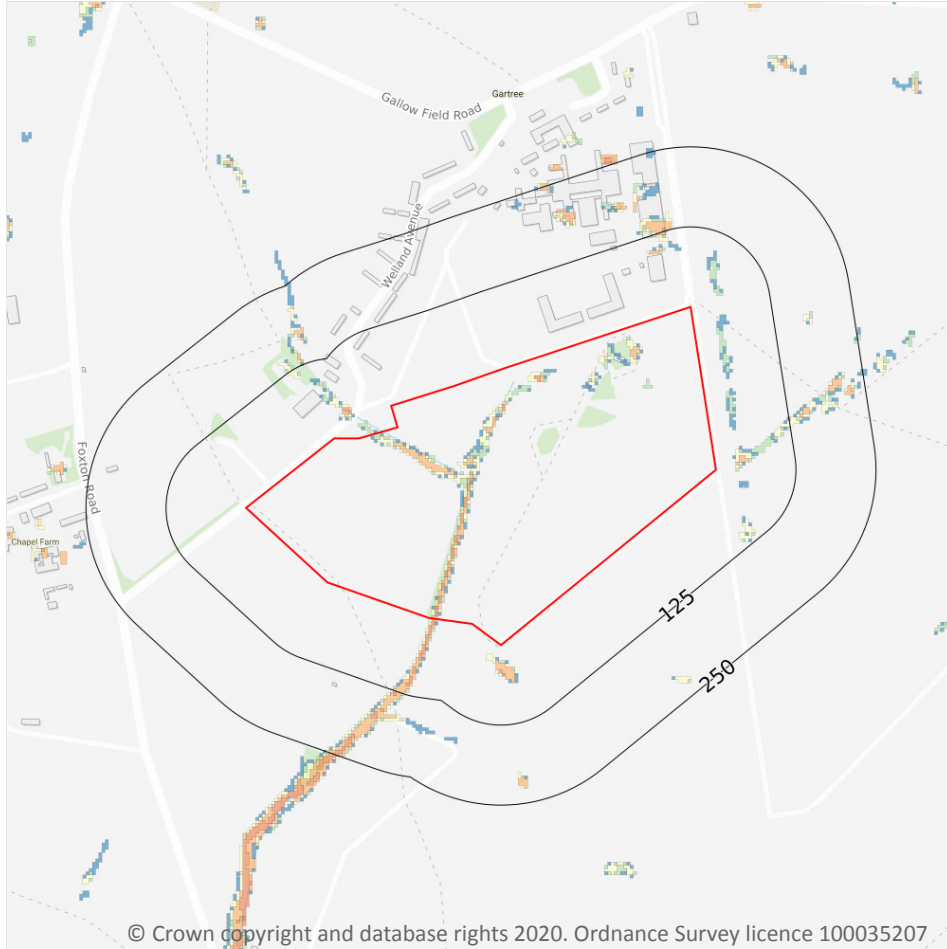 Gartree
Gallow Field Road
Welland Avenue
Foxton Road
Chapel Farm
125
250
© Crown copyright and database rights 2020. Ordnance Survey licence 100035207